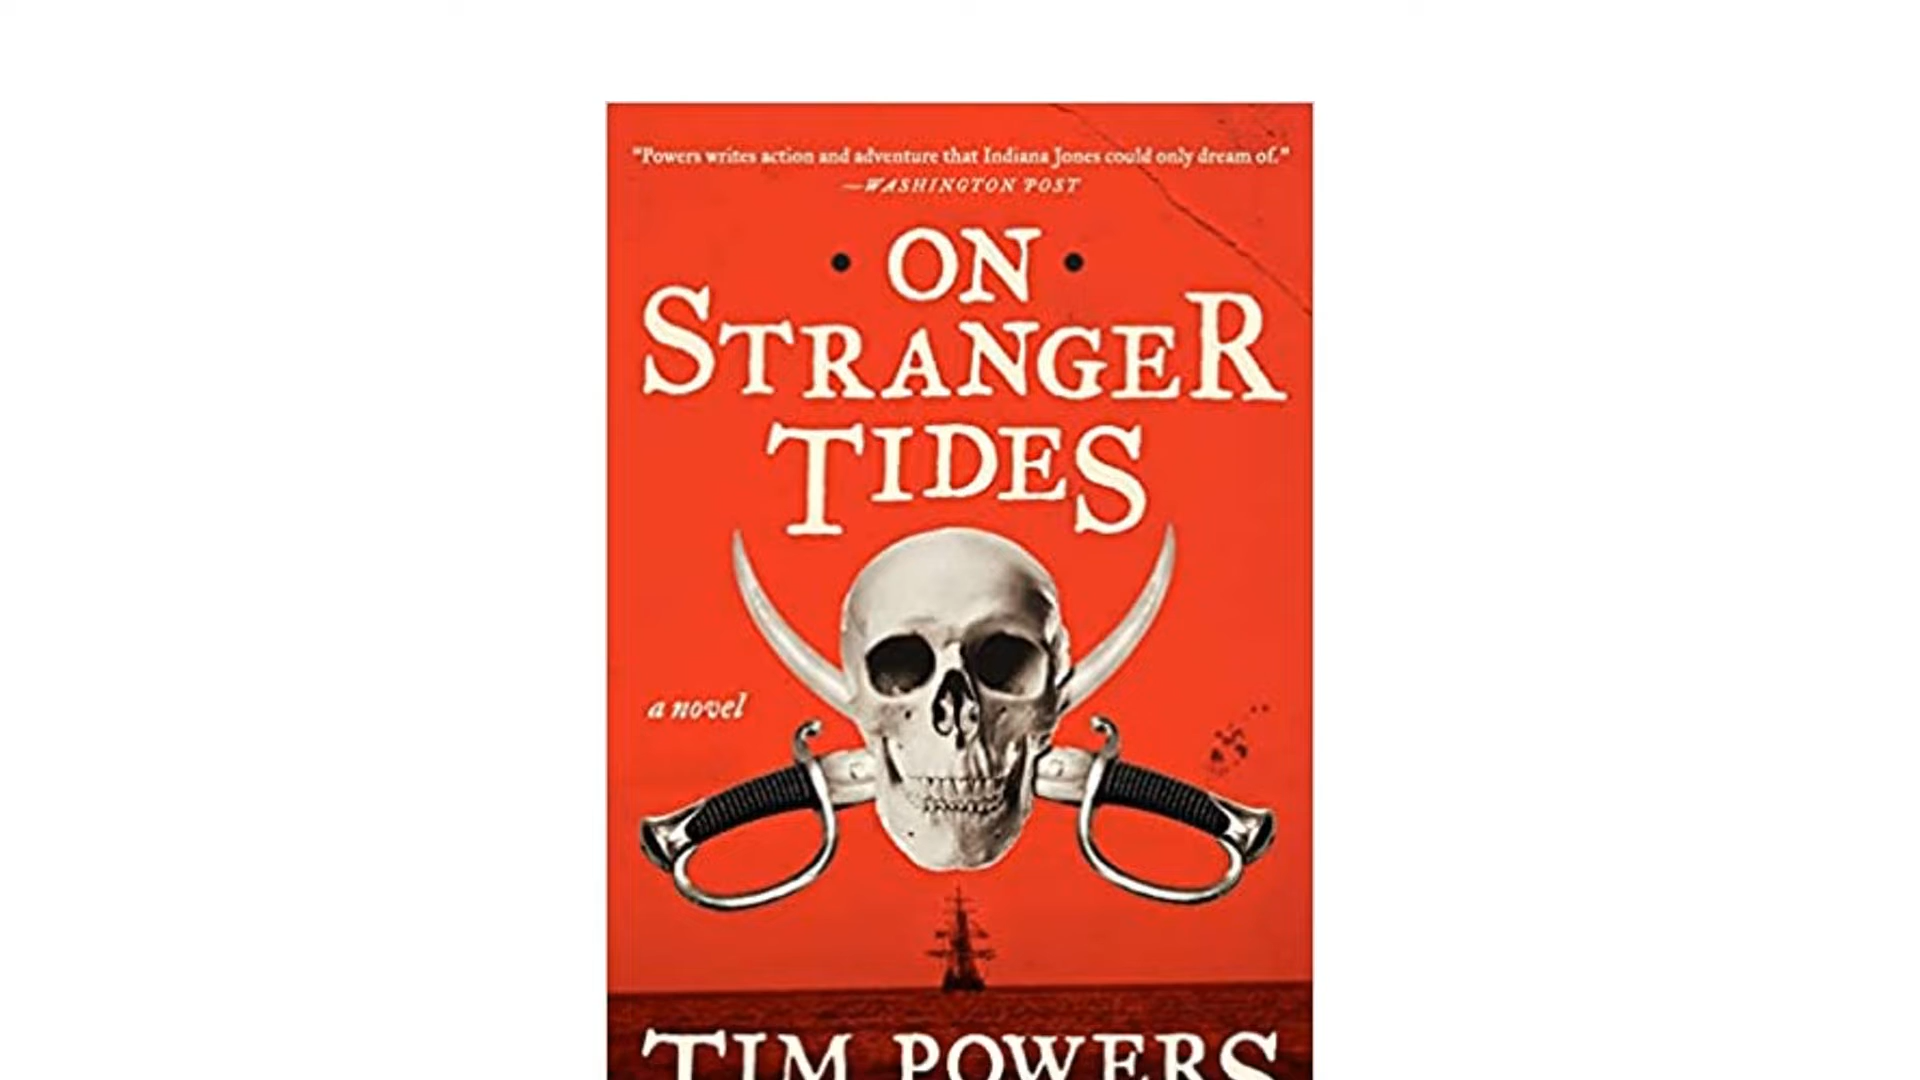 "Powers writes action and adventure that Indiana Jones could only dream of."
—WASHINGTON POST
• ON •
STRANGER
TIDES
a novel
TIM POWERS